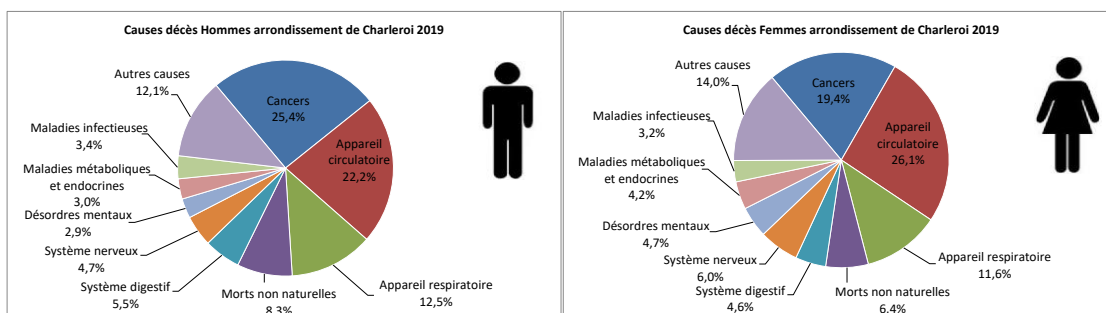 Causes décès Hommes arrondissement de Charleroi 2019
Autres causes
12,1%
Cancers
25,4%
Maladies infectieuses
3,4%
Appareil
circulatoire
22,2%
Maladies métaboliques
et endocrines
3,0%
Désordres mentaux
2,9%
Système nerveux
4,7%
Système digestif
5,5%
Morts non naturelles
8,3%
Appareil respiratoire
12,5%
Causes décès Femmes arrondissement de Charleroi 2019
Autres causes
14,0%
Cancers
19,4%
Maladies infectieuses
3,2%
Appareil
circulatoire
26,1%
Maladies métaboliques
et endocrines
4,2%
Désordres mentaux
4,7%
Système nerveux
6,0%
Système digestif
4,6%
Morts non naturelles
6,4%
Appareil respiratoire
11,6%